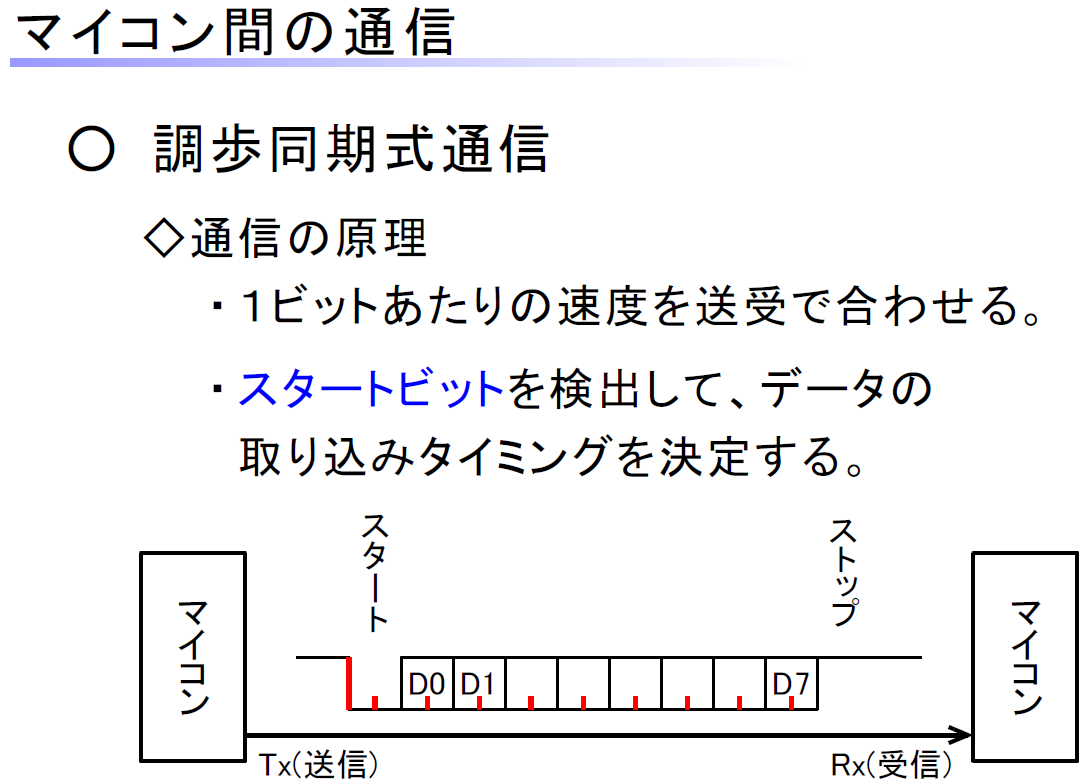 マイコン間の通信
○ 調歩同期式通信
◇通信の原理
・１ビットあたりの速度を送受で合わせる。
・スタートビットを検出して、データの
取り込みタイミングを決定する。
スタート
ストップ
マイコン
D0 D1 D7
マイコン
Tx(送信)
Rx(受信)